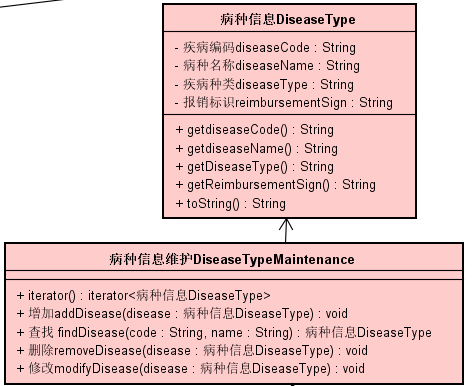 病种信息DiseaseType
- 疾病编码diseaseCode : String
- 病种名称diseaseName : String
- 疾病种类diseaseType : String
- 报销标识reimbursementSign : String
+ getdiseaseCode() : String
+ getdiseaseName() : String
+ getDiseaseType() : String
+ getReimbursementSign() : String
+ toString() : String
病种信息维护DiseaseTypeMaintenance
+ iterator() : iterator<病种信息DiseaseType>
+ 增加addDisease(disease : 病种信息DiseaseType) : void
+ 查找 findDisease(code : String, name : String) : 病种信息DiseaseType
+ 删除removeDisease(disease : 病种信息DiseaseType) : void
+ 修改modifyDisease(disease : 病种信息DiseaseType) : void